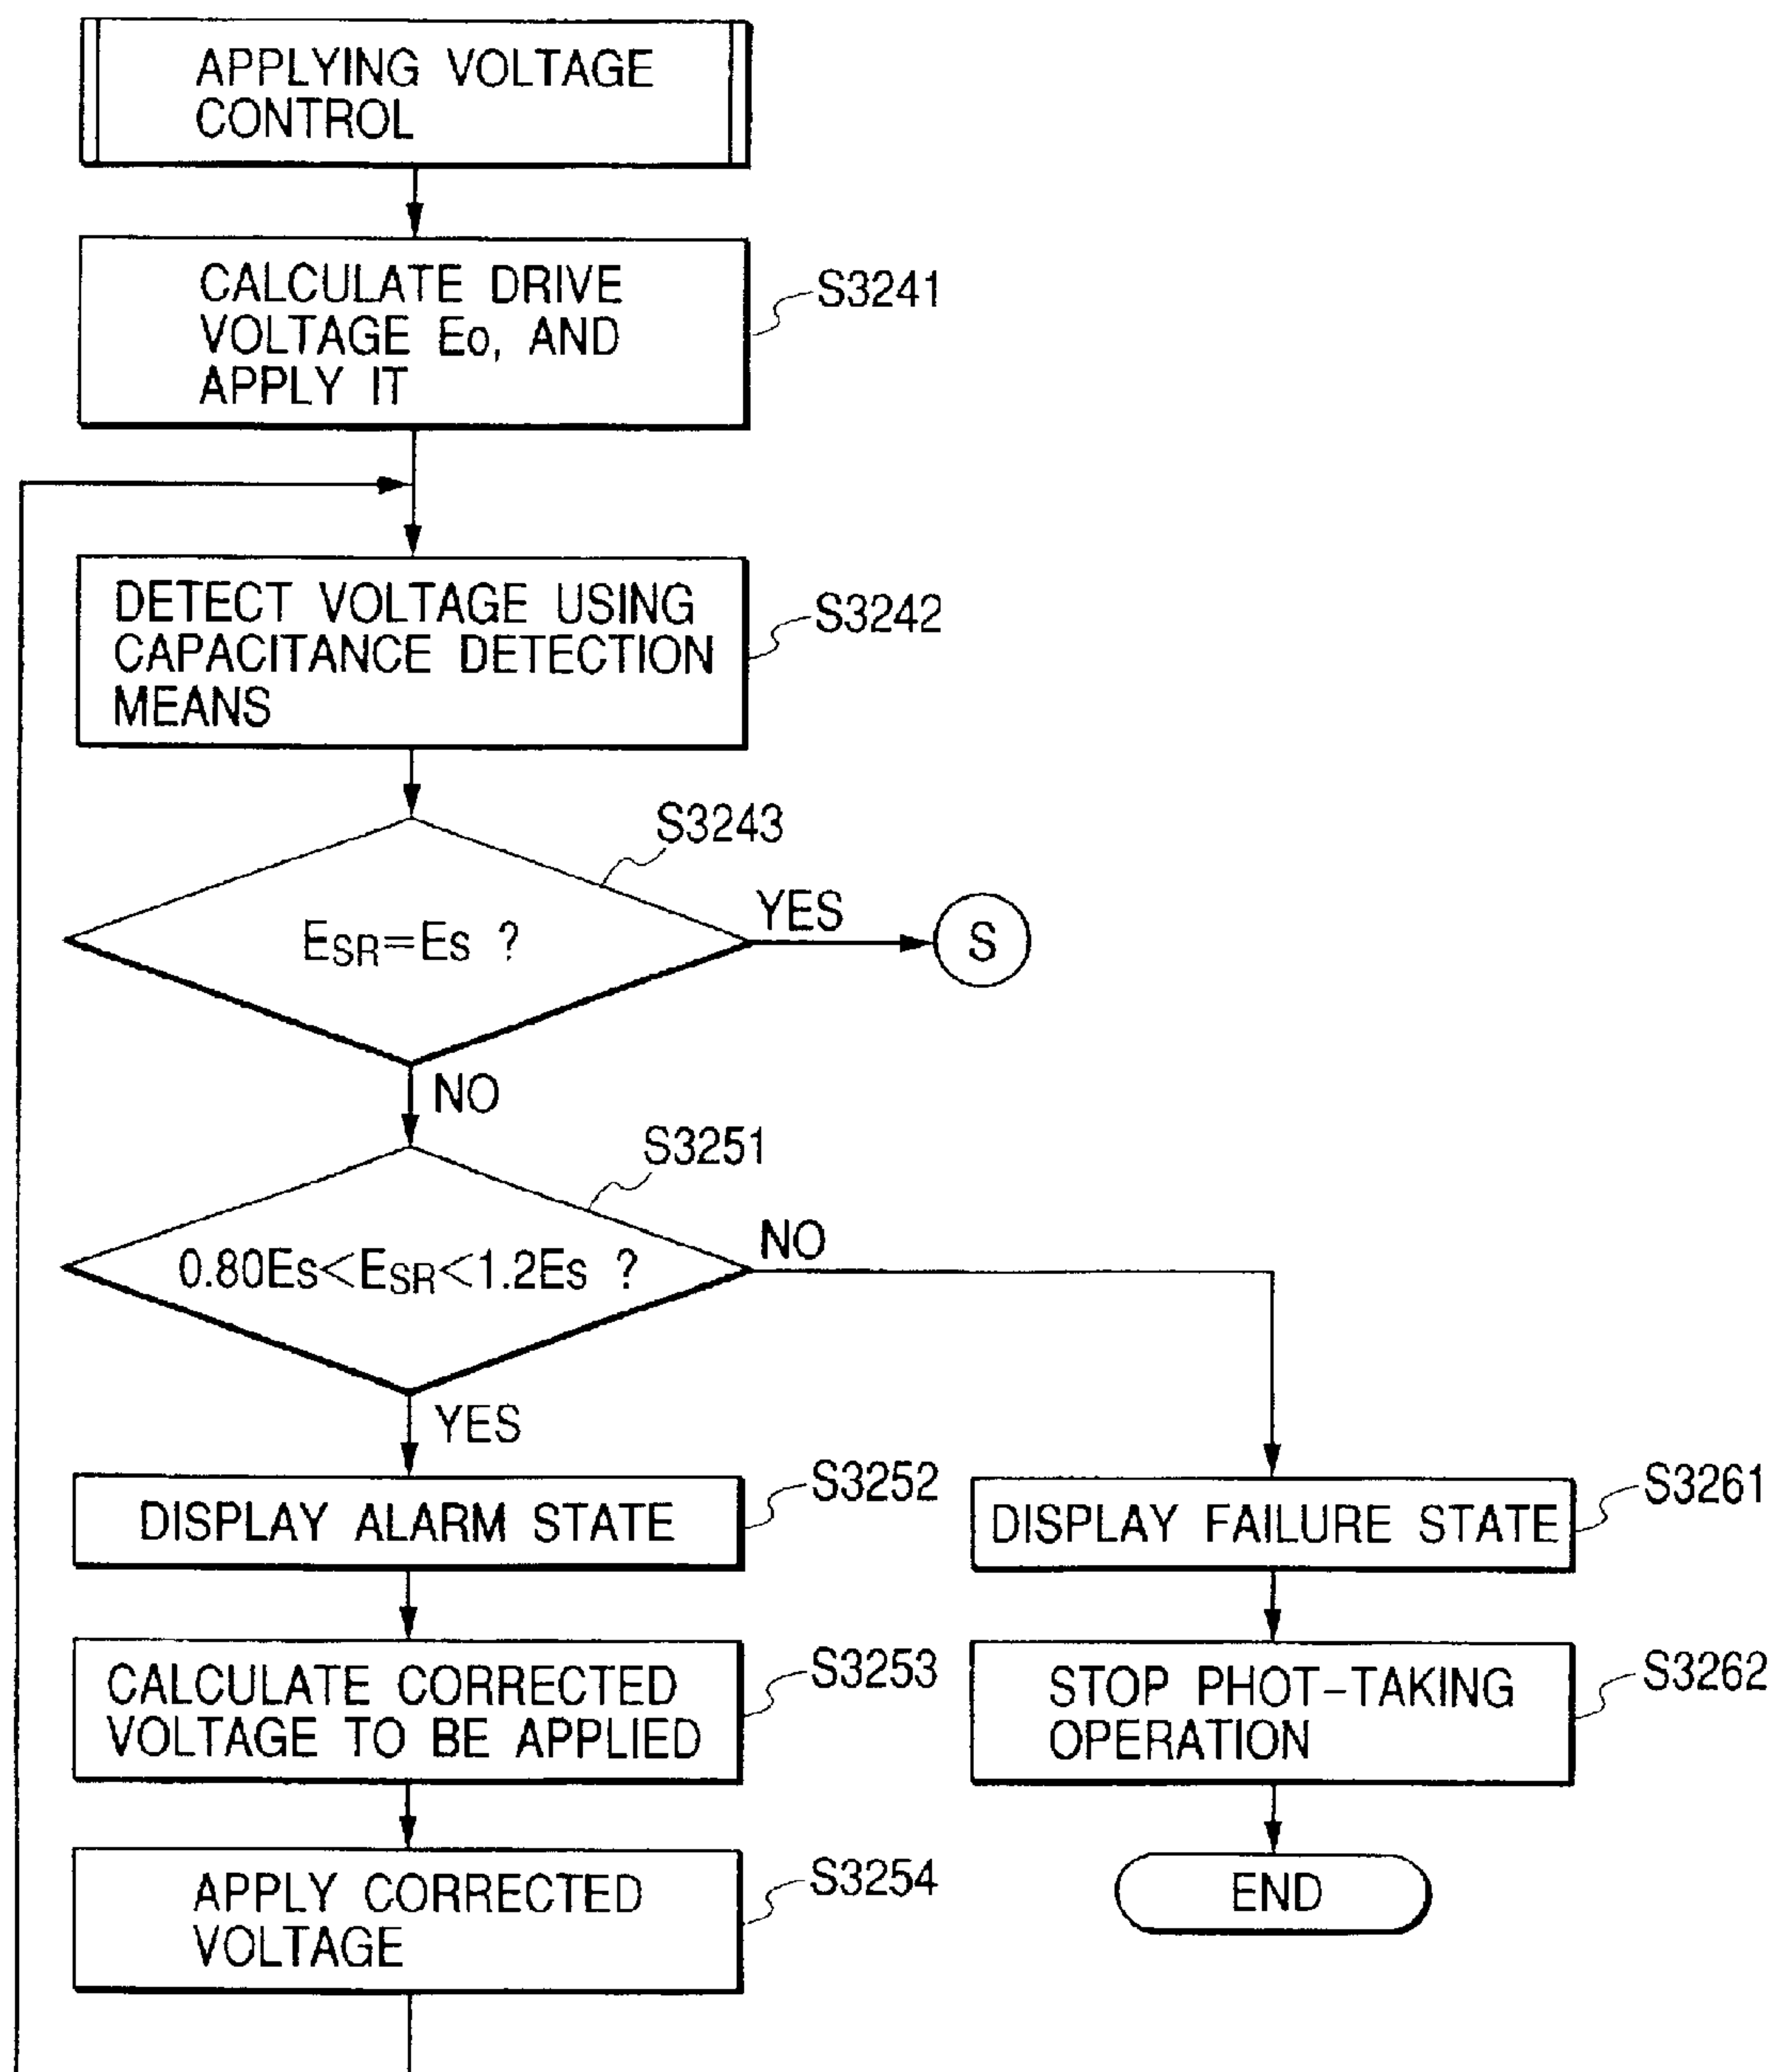 APPLYING VOLTAGE
CONTROL
CALCULATE DRIVE
VOLTAGE Eo, AND
APPLY IT
S3241
DETECT VOLTAGE USING
CAPACITANCE DETECTION
MEANS
S3242
S3243
ESR=Es ?
YES
S
NO
S3251
0.80Es<ESR<1.2Es ?
NO
YES
DISPLAY ALARM STATE
S3252
DISPLAY FAILURE STATE
S3261
CALCULATE CORRECTED
VOLTAGE TO BE APPLIED
S3253
STOP PHOT-TAKING
OPERATION
S3262
APPLY CORRECTED
VOLTAGE
S3254
END